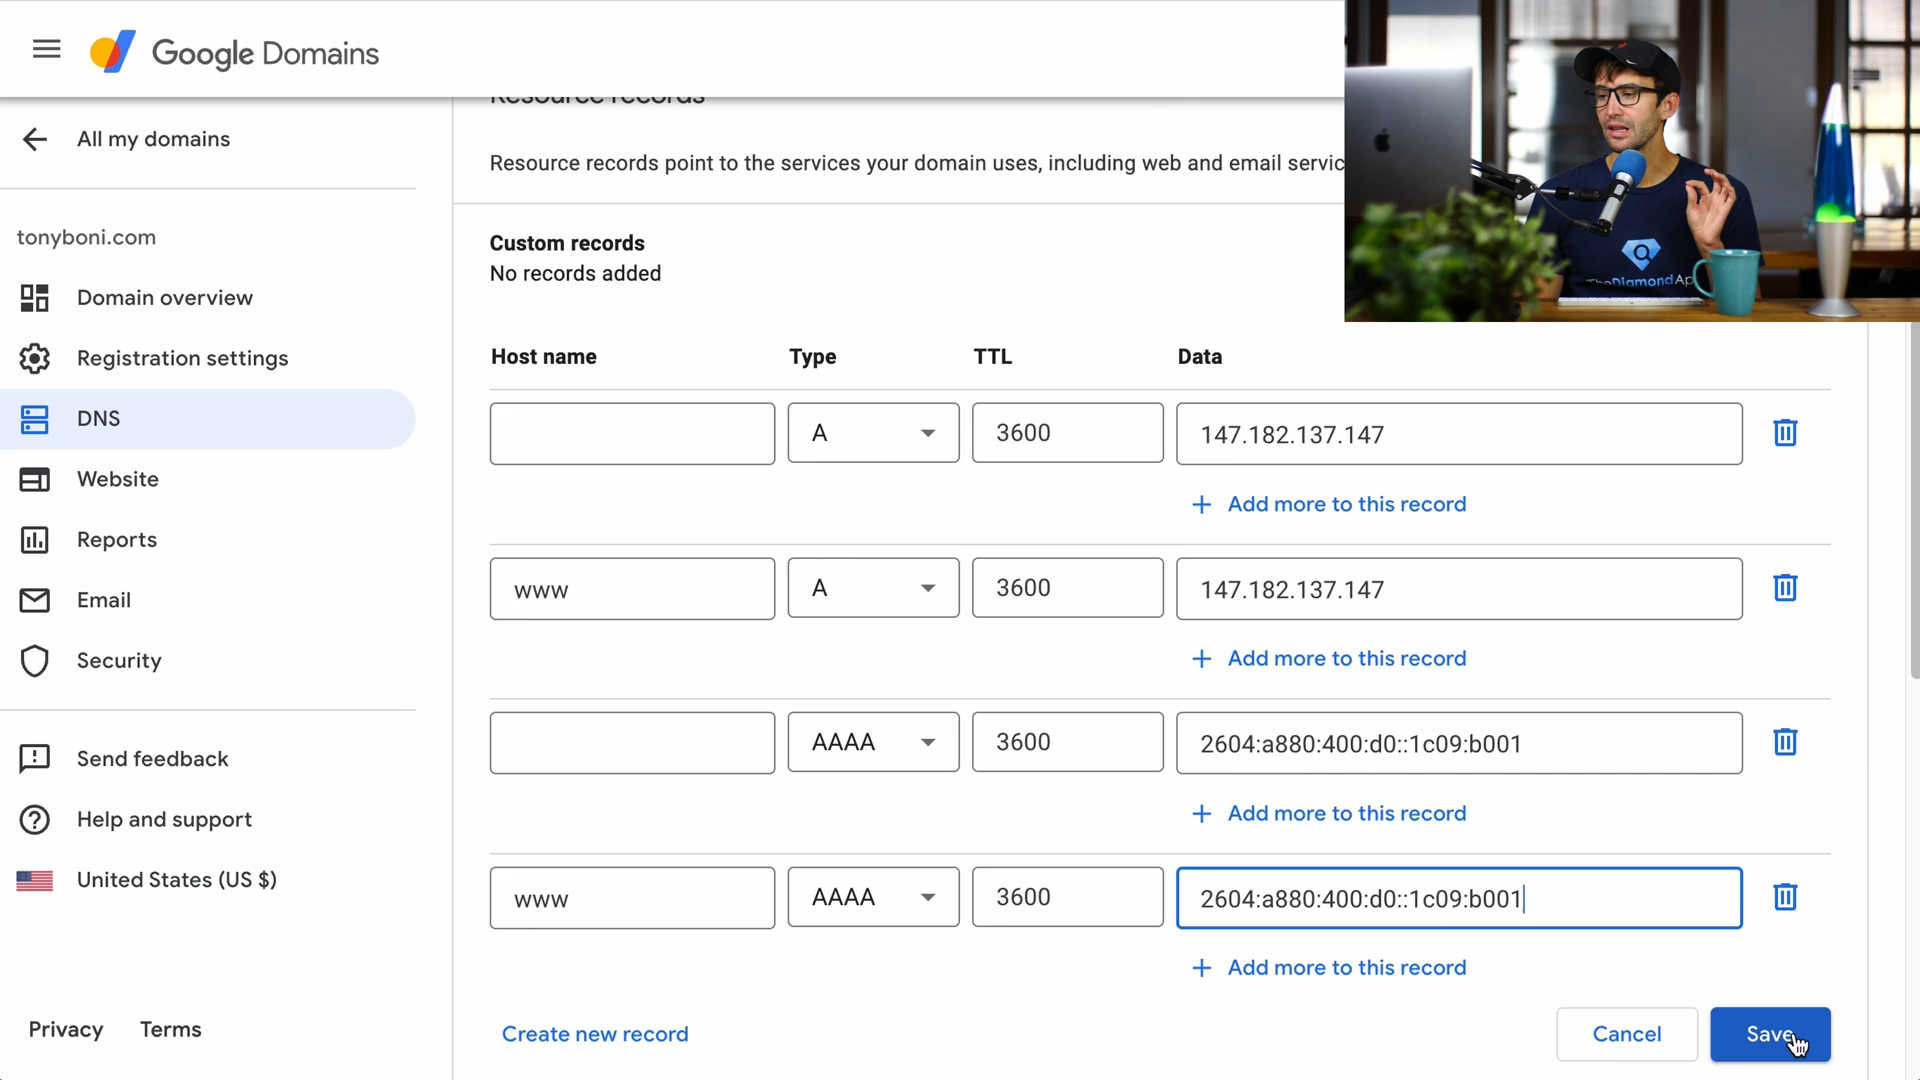 Google Domains
All my domains
tonyboni.com
Domain overview
Registration settings
DNS
Website
Reports
Email
Security
Send feedback
Help and support
United States (US $)
Privacy Terms
Resource records
Resource records point to the services your domain uses, including web and email servic
Custom records
No records added
Host name Type TTL Data
A 3600 147.182.137.147
+ Add more to this record
www A 3600 147.182.137.147
+ Add more to this record
AAAA 3600 2604:a880:400:d0::1c09:b001
+ Add more to this record
www AAAA 3600 2604:a880:400:d0::1c09:b001
+ Add more to this record
Create new record
Cancel Save
TheDiamondAp